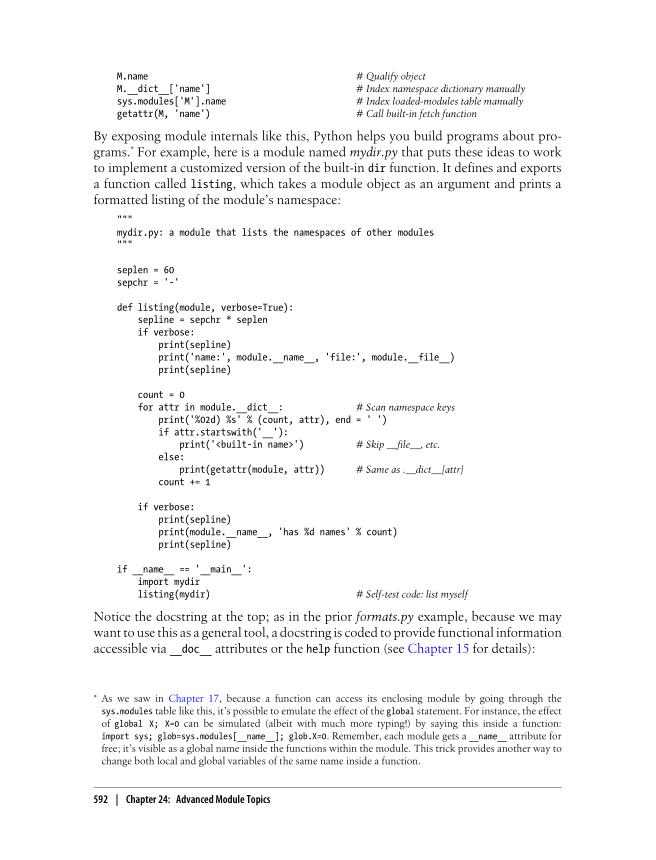 M.name # Qualify object
M.__dict__['name'] # Index namespace dictionary manually
sys.modules['M'].name # Index loaded-modules table manually
getattr(M, 'name') # Call built-in fetch function
By exposing module internals like this, Python helps you build programs about pro-
grams.* For example, here is a module named mydir.py that puts these ideas to work
to implement a customized version of the built-in dir function. It defines and exports
a function called listing, which takes a module object as an argument and prints a
formatted listing of the module's namespace:
"""
mydir.py: a module that lists the namespaces of other modules
"""
seplen = 60
sepchr = '-'
def listing(module, verbose=True):
    sepline = sepchr * seplen
    if verbose:
        print(sepline)
        print('name:', module.__name__, 'file:', module.__file__)
        print(sepline)
    count = 0
    for attr in module.__dict__: # Scan namespace keys
        print('%02d) %s' % (count, attr), end = ' ')
        if attr.startswith('__'):
            print('<built-in name>') # Skip __file__, etc.
        else:
            print(getattr(module, attr)) # Same as .__dict__[attr]
        count += 1
    if verbose:
        print(sepline)
        print(module.__name__, 'has %d names' % count)
        print(sepline)
if __name__ == '__main__':
    import mydir
    listing(mydir) # Self-test code: list myself
Notice the docstring at the top; as in the prior formats.py example, because we may
want to use this as a general tool, a docstring is coded to provide functional information
accessible via __doc__ attributes or the help function (see Chapter 15 for details):
* As we saw in Chapter 17, because a function can access its enclosing module by going through the
sys.modules table like this, it's possible to emulate the effect of the global statement. For instance, the effect
of global X; X=0 can be simulated (albeit with much more typing!) by saying this inside a function:
import sys; glob=sys.modules[__name__]; glob.X=0. Remember, each module gets a __name__ attribute for
free; it's visible as a global name inside the functions within the module. This trick provides another way to
change both local and global variables of the same name inside a function.
592 | Chapter 24: Advanced Module Topics